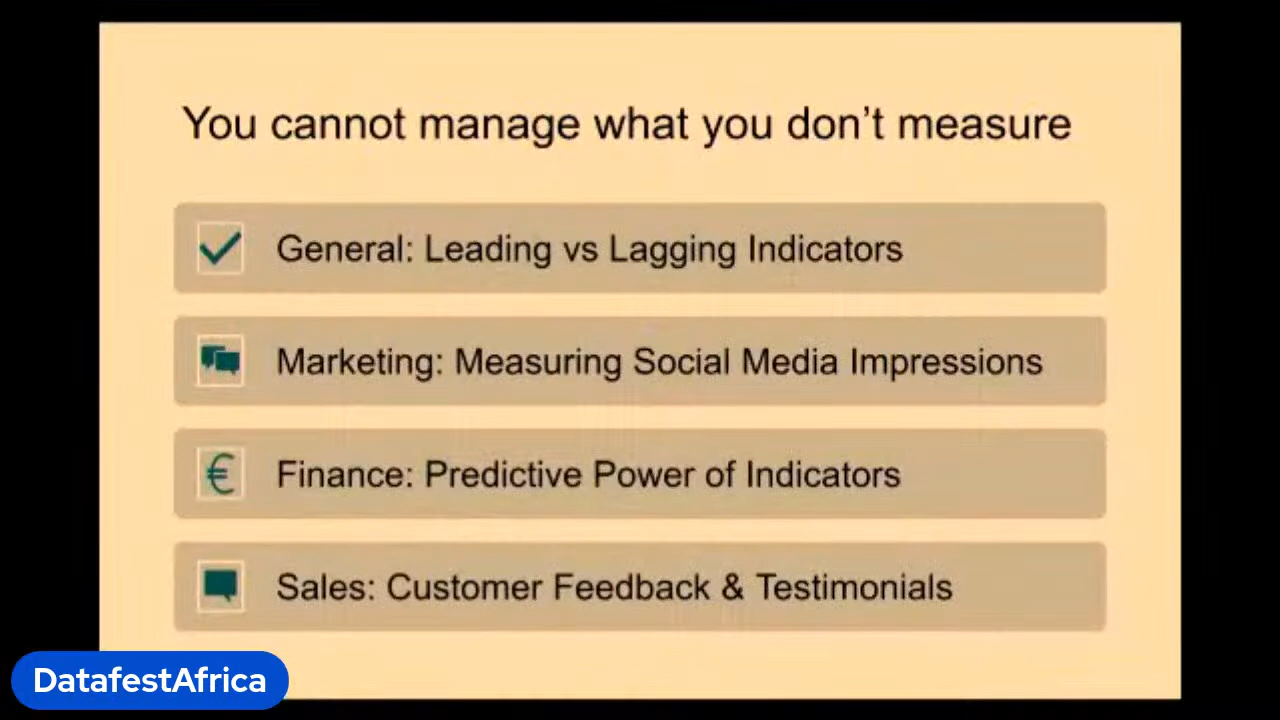 You cannot manage what you don’t measure
General: Leading vs Lagging Indicators
Marketing: Measuring Social Media Impressions
€
Finance: Predictive Power of Indicators
Sales: Customer Feedback & Testimonials
DatafestAfrica